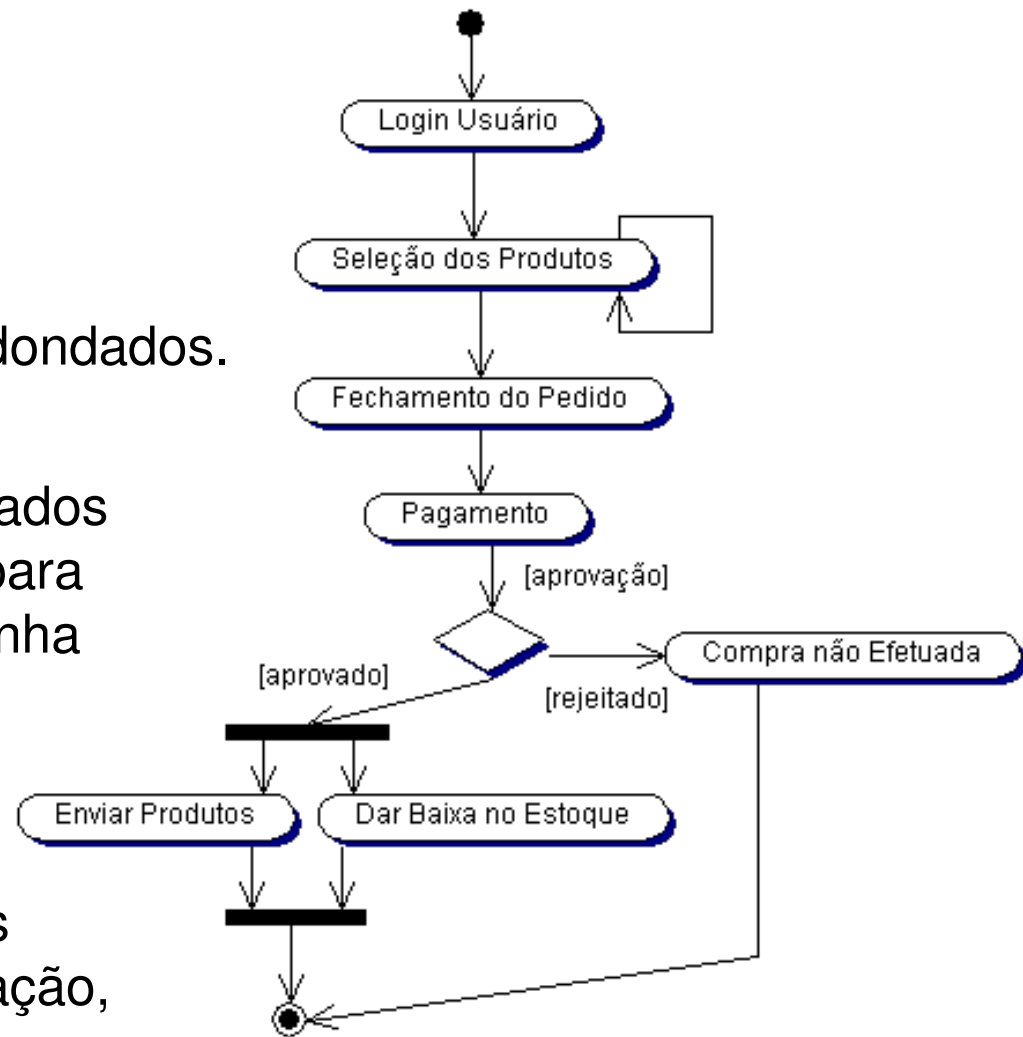 Login Usuário
Seleção dos Produtos
dondados.
Fechamento do Pedido
ados
Pagamento
para
[aprovação]
nha
Compra não Efetuada
[aprovado]
[rejeitado]
Enviar Produtos
Dar Baixa no Estoque
s
ação,